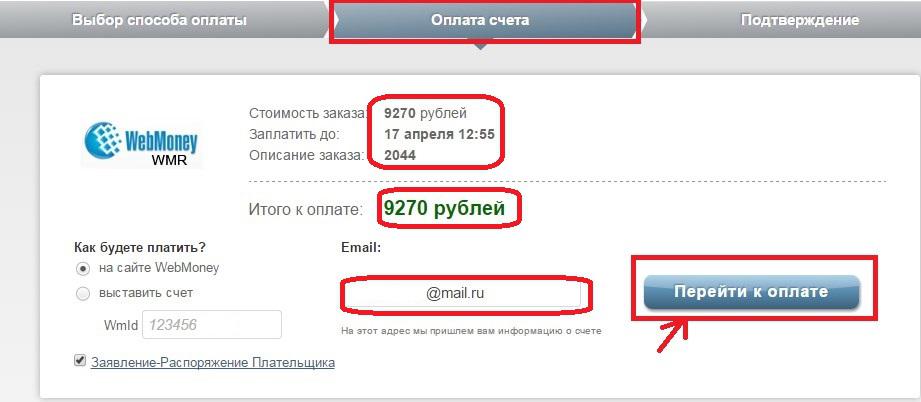 Выбор способа оплаты
Оплата счета
Подтверждение
WebMoney
WMR
Стоимость заказа: 9270 рублей
Заплатить до: 17 апреля 12:55
Описание заказа: 2044
Итого к оплате: 9270 рублей
Как будете платить?
на сайте WebMoney
выставить счет
WmId 123456
Заявление-Распоряжение Плательщика
Email:
@mail.ru
На этот адрес мы пришлем вам информацию о счете
Перейти к оплате